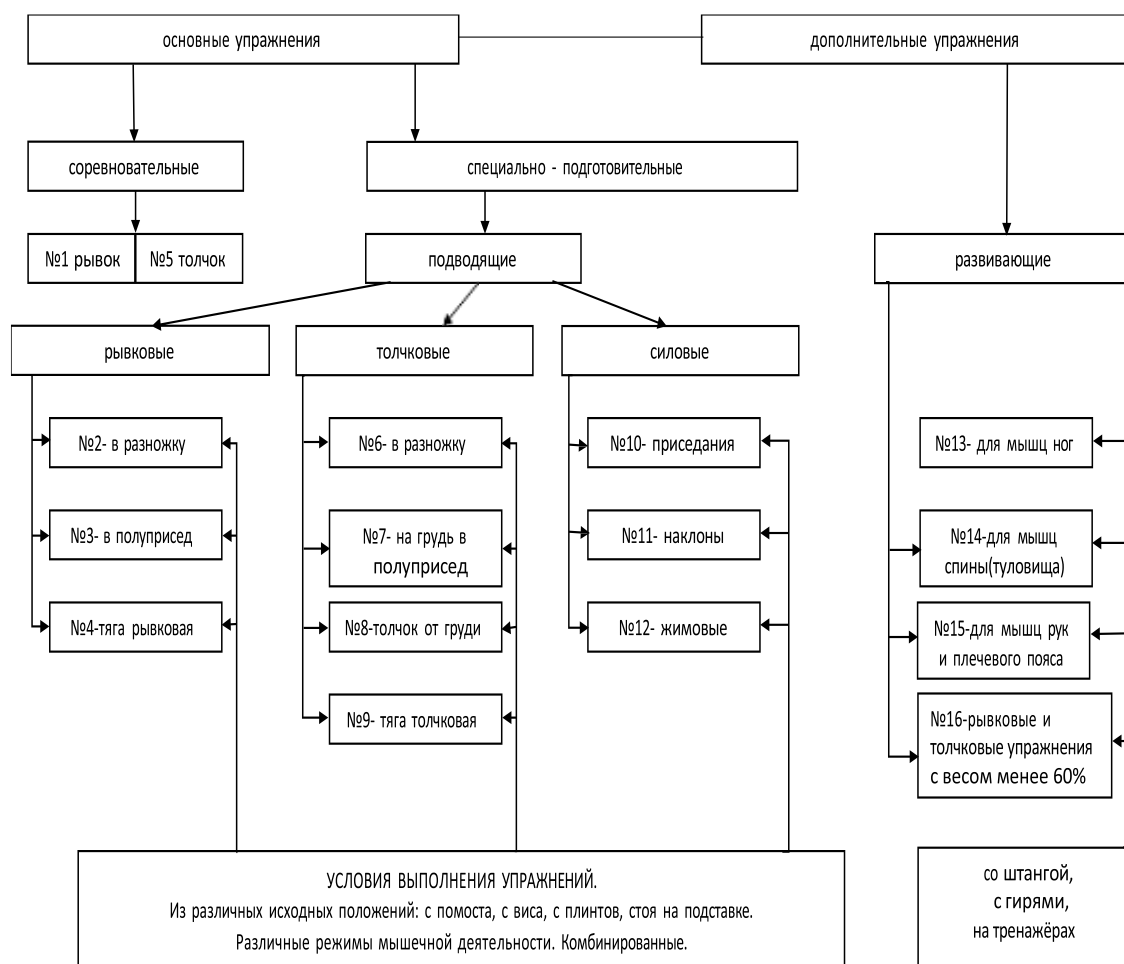 основные упражнения
дополнительные упражнения
соревновательные
специально - подготовительные
№1 рывок
№5 толчок
подводящие
развивающие
рывковые
толчковые
силовые
№2- в разножку
№6- в разножку
№10- приседания
№13- для мышц ног
№3- в полуприсед
№7- на грудь в
полуприсед
№11- наклоны
№14-для мышц
спины(туловища)
№4-тяга рывковая
№8-толчок от груди
№12- жимовые
№15-для мышц рук
и плечевого пояса
№9- тяга толчковая
№16-рывковые и
толчковые упражнения
с весом менее 60%
УСЛОВИЯ ВЫПОЛНЕНИЯ УПРАЖНЕНИЙ.
Из различных исходных положений: с помоста, с виса, с плинтов, стоя на подставке.
Различные режимы мышечной деятельности. Комбинированные.
со штангой,
с гирями,
на тренажёрах